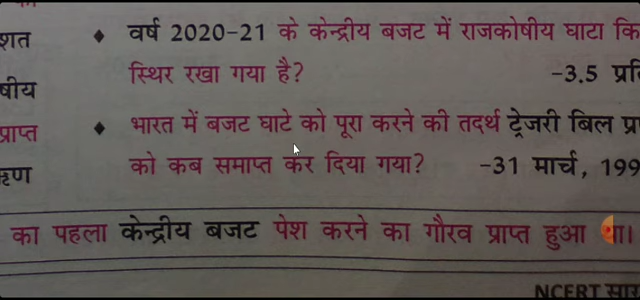 शत
♦ वर्ष 2020-21 के केन्द्रीय बजट में राजकोषीय घाटा कि
स्थिर रखा गया है? -3.5 प्रति
षीय
प्राप्त
♦ भारत में बजट घाटे को पूरा करने की तदर्थ ट्रेजरी बिल प्र
ऋण
को कब समाप्त कर दिया गया? -31 मार्च, 199
का पहला केन्द्रीय बजट पेश करने का गौरव प्राप्त हुआ था।
NCERT सार